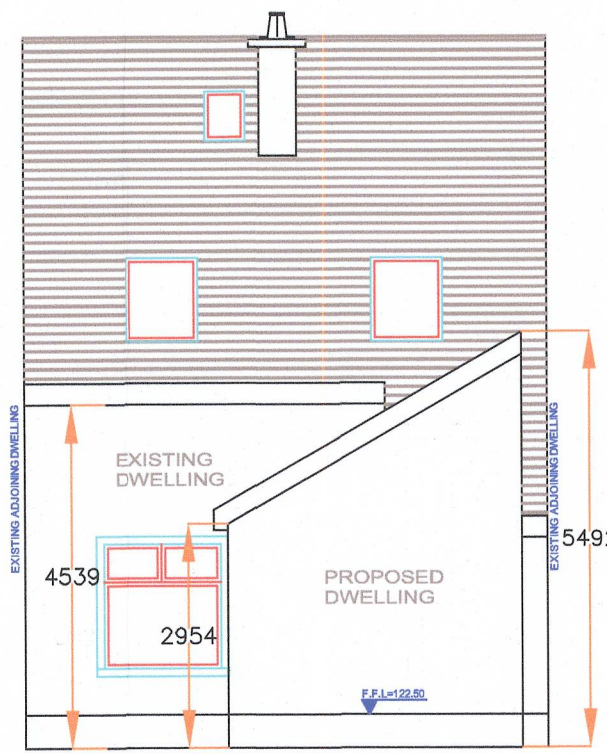 EXISTING ADJOINING DWELLING
EXISTING
DWELLING
4539
2954
PROPOSED
DWELLING
F.F.L=122.50
EXISTING ADJOINING DWELLING